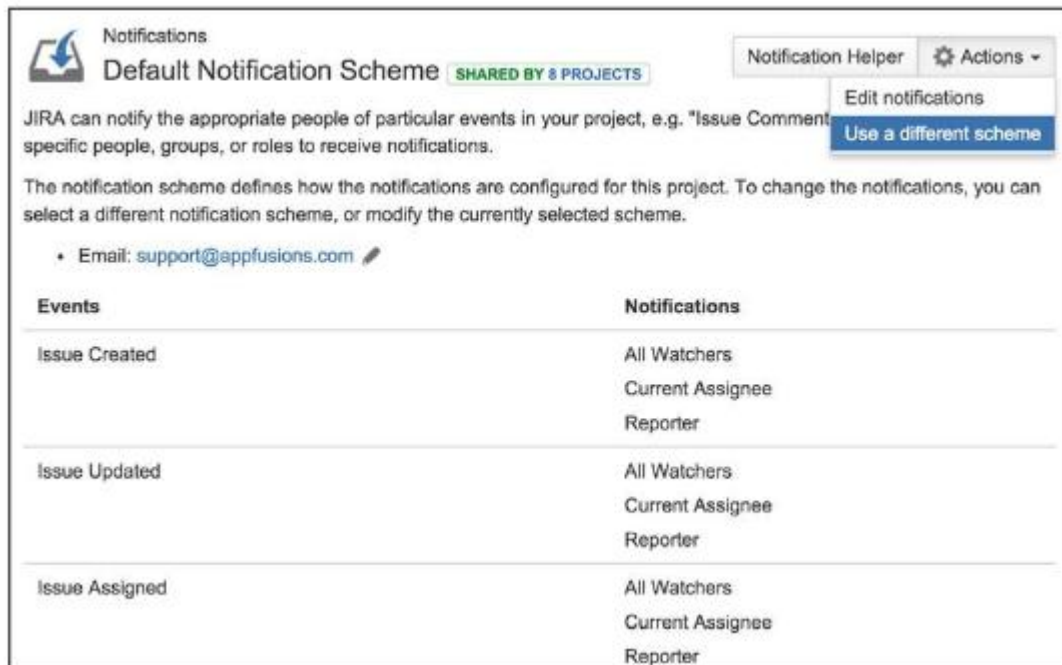 Notifications
Default Notification Scheme SHARED BY 8 PROJECTS
Notification Helper Actions
Edit notifications
Use a different scheme
JIRA can notify the appropriate people of particular events in your project, e.g. "Issue Comment
specific people, groups, or roles to receive notifications.
The notification scheme defines how the notifications are configured for this project. To change the notifications, you can
select a different notification scheme, or modify the currently selected scheme.
• Email: support@appfusions.com
Events Notifications
Issue Created All Watchers
Current Assignee
Reporter
Issue Updated All Watchers
Current Assignee
Reporter
Issue Assigned All Watchers
Current Assignee
Reporter